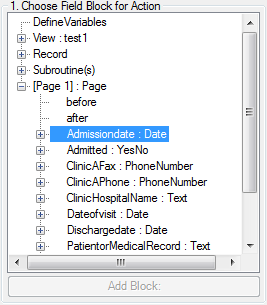 1. Choose Field Block for Action
DefineVariables
View : test1
Record
Subroutine(s)
[Page 1] : Page
before
after
Admissiondate : Date
Admitted : YesNo
ClinicAFax : PhoneNumber
ClinicAPhone : PhoneNumber
ClinicHospitalName : Text
Dateofvisit : Date
Dischargedate : Date
PatientorMedicalRecord : Text
Add Block: